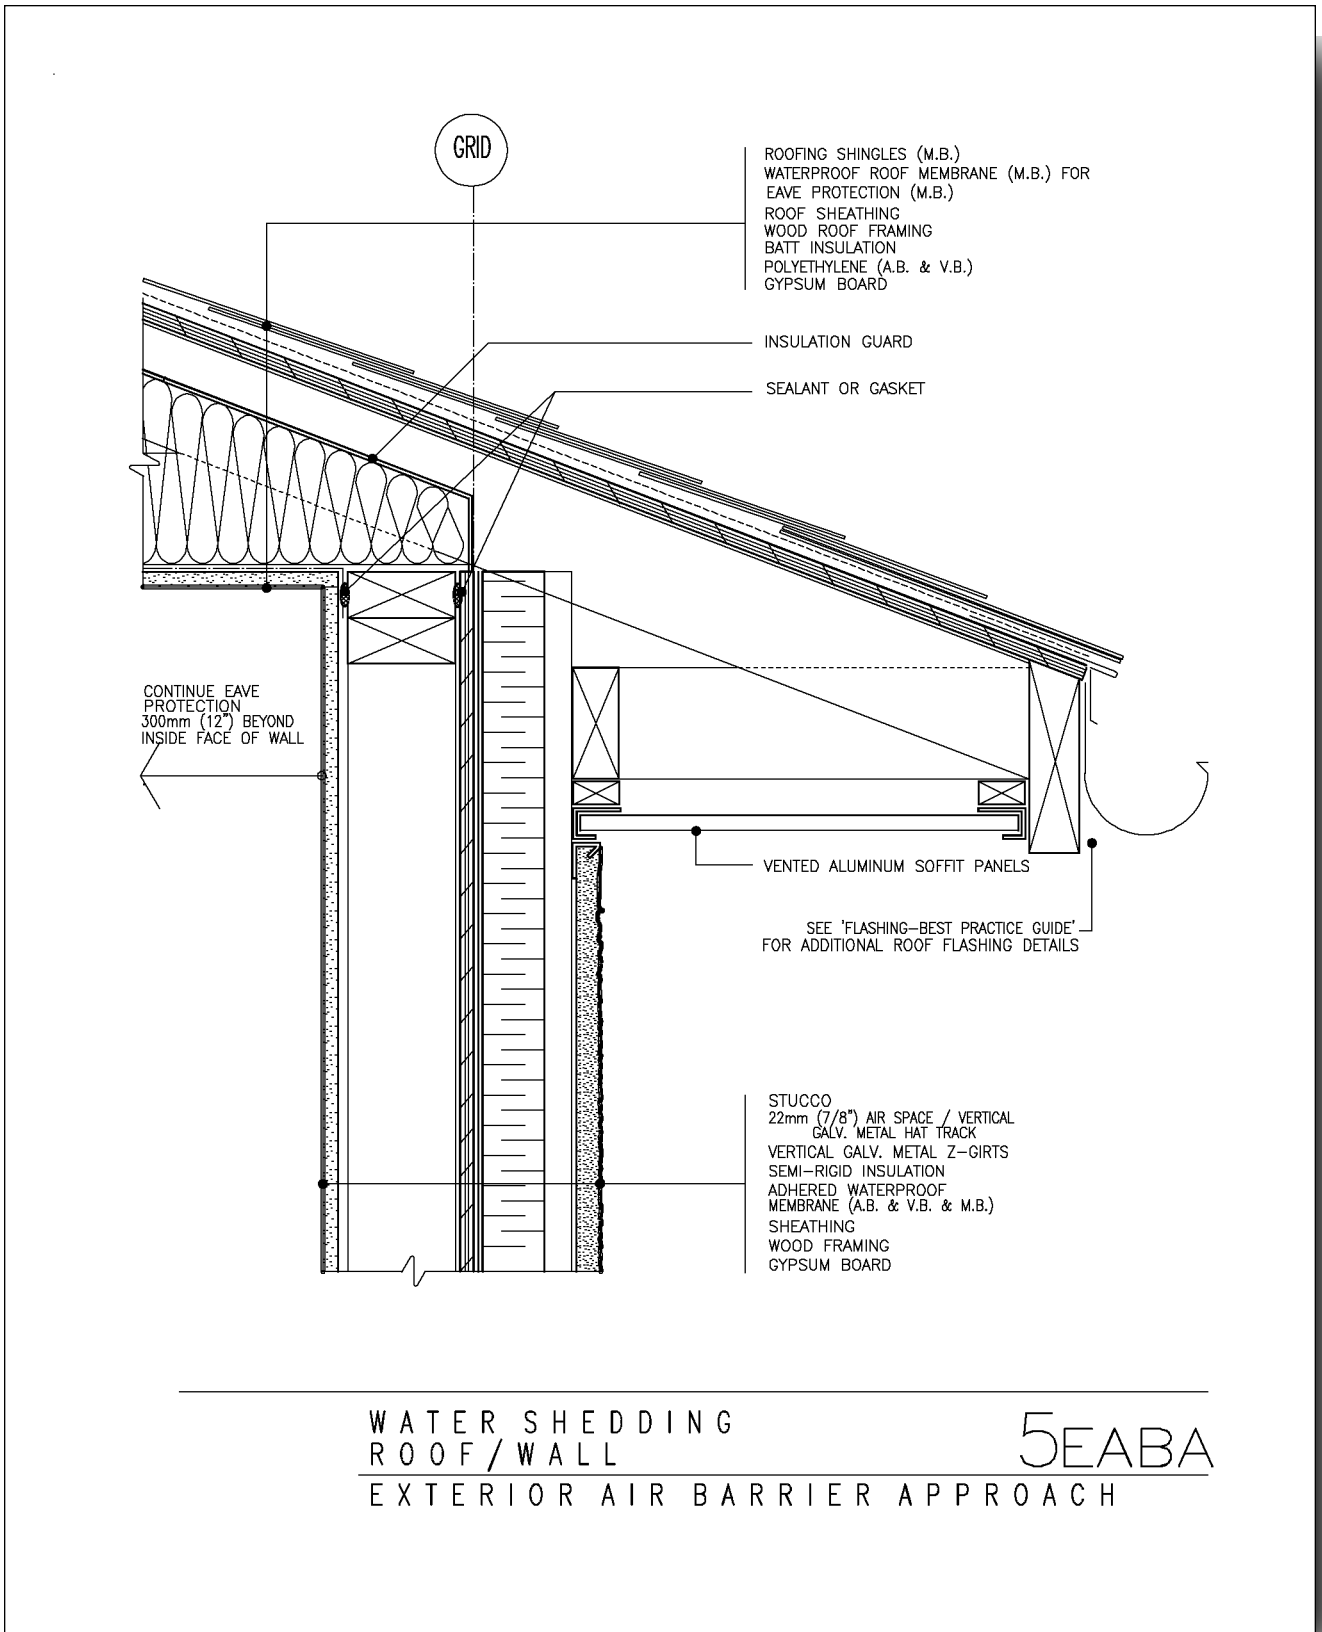 GRID
ROOFING SHINGLES (M.B.)
WATERPROOF ROOF MEMBRANE (M.B.) FOR
EAVE PROTECTION (M.B.)
ROOF SHEATHING
WOOD ROOF FRAMING
BATT INSULATION
POLYETHYLENE (A.B. & V.B.)
GYPSUM BOARD
INSULATION GUARD
SEALANT OR GASKET
CONTINUE EAVE
PROTECTION
300mm (12") BEYOND
INSIDE FACE OF WALL
VENTED ALUMINUM SOFFIT PANELS
SEE 'FLASHING-BEST PRACTICE GUIDE'
FOR ADDITIONAL ROOF FLASHING DETAILS
STUCCO
22mm (7/8") AIR SPACE / VERTICAL
GALV. METAL HAT TRACK
VERTICAL GALV. METAL Z-GIRTS
SEMI-RIGID INSULATION
ADHERED WATERPROOF
MEMBRANE (A.B. & V.B. & M.B.)
SHEATHING
WOOD FRAMING
GYPSUM BOARD
WATER SHEDDING
ROOF/WALL
5EABA
EXTERIOR AIR BARRIER APPROACH